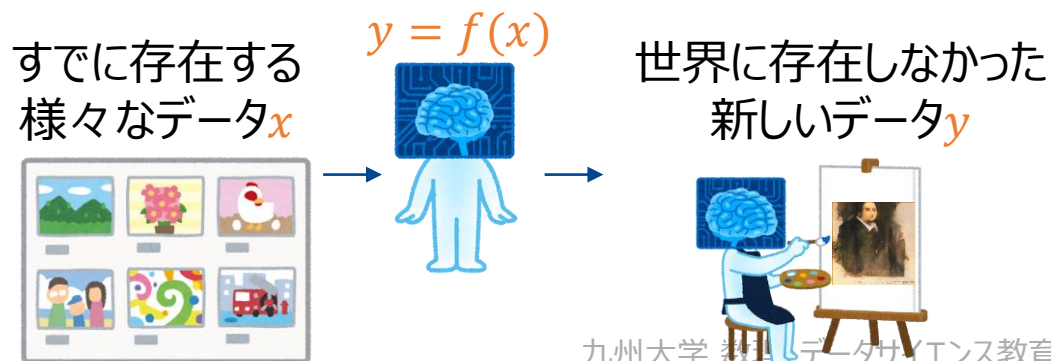 y = f(x)
すでに存在する
様々なデータx
世界に存在しなかった
新しいデータy
九州大学 数理・データサイエンス教育